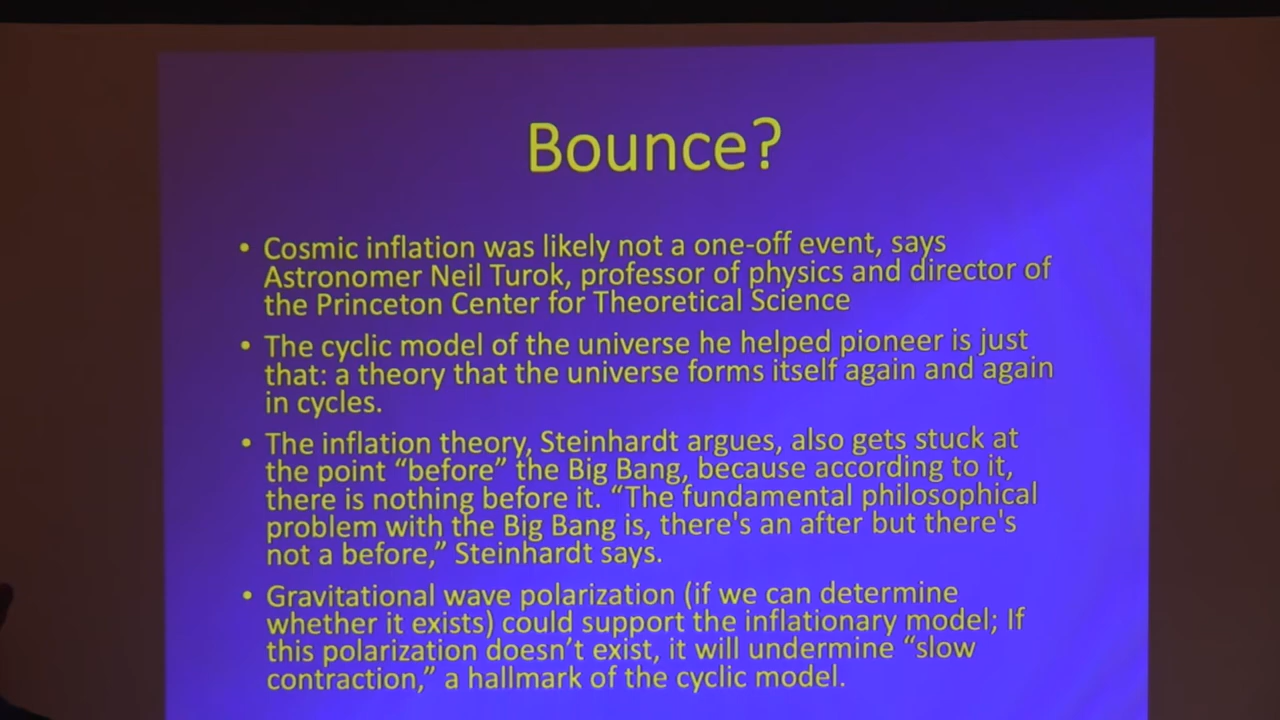 Bounce?
• Cosmic inflation was likely not a one-off event, says
Astronomer Neil Turok, professor of physics and director of
the Princeton Center for Theoretical Science
• The cyclic model of the universe he helped pioneer is just
that: a theory that the universe forms itself again and again
in cycles.
• The inflation theory, Steinhardt argues, also gets stuck at
the point “before” the Big Bang, because according to it,
there is nothing before it. “The fundamental philosophical
problem with the Big Bang is, there's an after but there's
not a before,” Steinhardt says.
• Gravitational wave polarization (if we can determine
whether it exists) could support the inflationary model; If
this polarization doesn’t exist, it will undermine “slow
contraction,” a hallmark of the cyclic model.